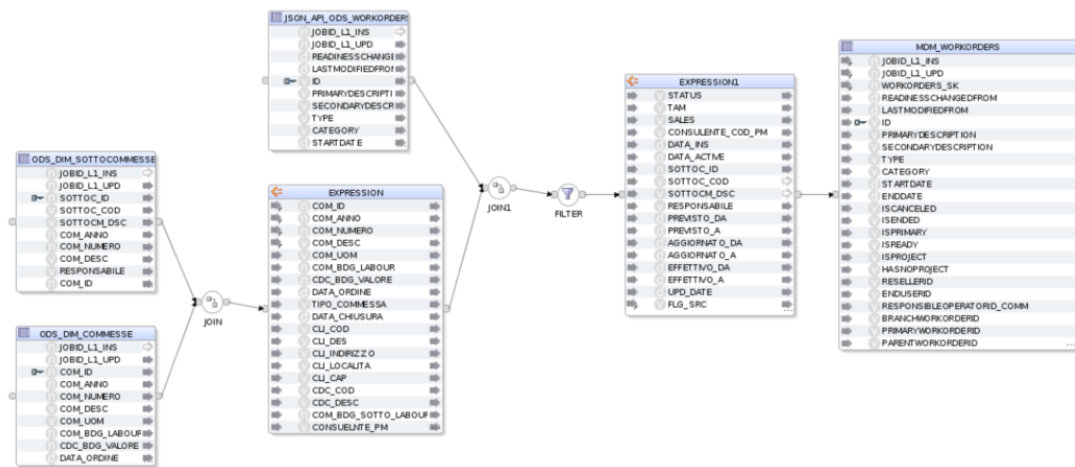 JSON_API_ODS_WORKORDERS
JOBID_L1_INS
JOBID_L1_UPD
READINESSCHANGE
LASTMODIFIEDFROM
ID
PRIMARYDESCRIPTI
SECONDARYDESCR
TYPE
CATEGORY
STARTDATE
ODS_DIM_SOTTOCOMMESSE
JOBID_L1_INS
JOBID_L1_UPD
SOTTOC_ID
SOTTOC_COD
SOTTOCM_DSC
COM_ANNO
COM_NUMERO
COM_DESC
RESPONSABILE
COM_ID
ODS_DIM_COMMESSE
JOBID_L1_INS
JOBID_L1_UPD
COM_ID
COM_ANNO
COM_NUMERO
COM_DESC
COM_UOM
COM_BDG_LABOUR
CDC_BDG_VALORE
DATA_ORDINE
JOIN
EXPRESSION
COM_ID
COM_ANNO
COM_NUMERO
COM_DESC
COM_UOM
COM_BDG_LABOUR
CDC_BDG_VALORE
DATA_ORDINE
TIPO_COMMESSA
DATA_CHIUSURA
CLI_COD
CLI_DES
CLI_INDIRIZZO
CLI_LOCALITA
CLI_CAP
CDC_COD
CDC_DESC
COM_BDG_SOTTO_LABOUR
CONSUELNTE_PM
JOIN1
FILTER
EXPRESSION1
STATUS
TAM
SALES
CONSULENTE_COD_PM
DATA_INS
DATA_ACTIVE
SOTTOC_ID
SOTTOC_COD
SOTTOCM_DSC
RESPONSABILE
PREVISTO_DA
PREVISTO_A
AGGIORNATO_DA
AGGIORNATO_A
EFFETTIVO_DA
EFFETTIVO_A
UPD_DATE
FLG_SRC
...
MDM_WORKORDERS
JOBID_L1_INS
JOBID_L1_UPD
WORKORDERS_SK
READINESSCHANGEDFROM
LASTMODIFIEDFROM
ID
PRIMARYDESCRIPTION
SECONDARYDESCRIPTION
TYPE
CATEGORY
STARTDATE
ENDDATE
ISCANCELED
ISENDED
ISPRIMARY
ISREADY
ISPROJECT
HASNOPROJECT
RESELLERID
ENDUSERID
RESPONSIBLEOPERATORID_COMM
BRANCHWORKORDERID
PRIMARYWORKORDERID
PARENTWORKORDERID
...